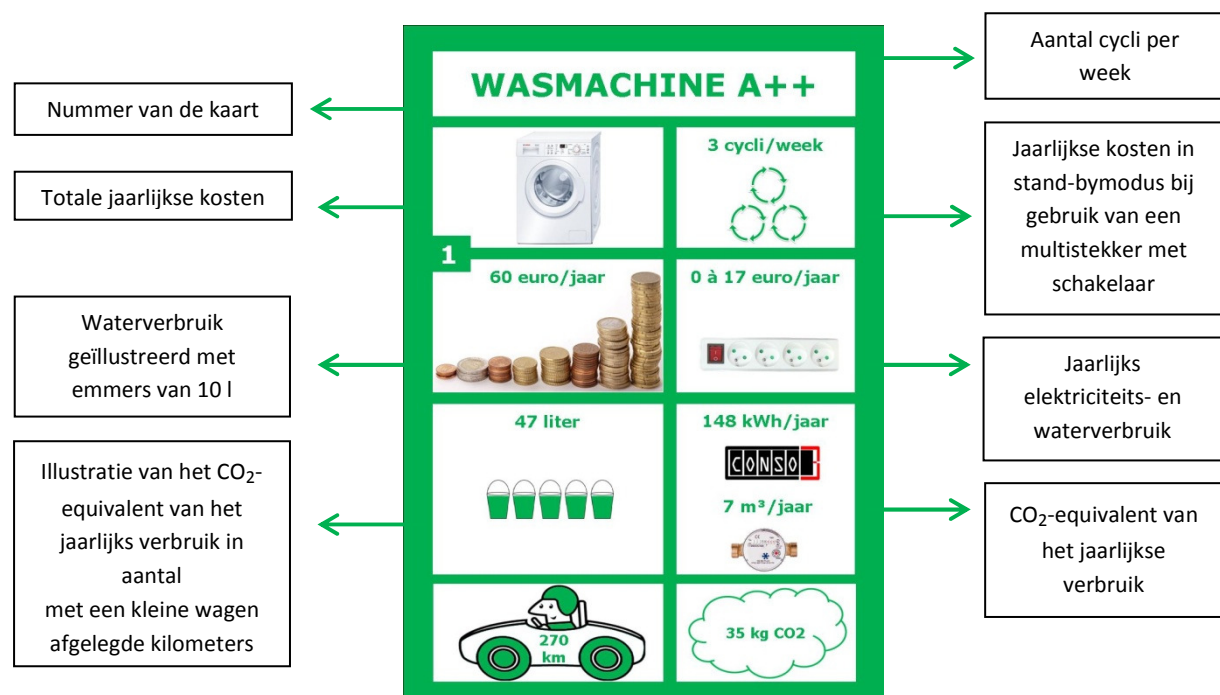 Nummer van de kaart
Totale jaarlijkse kosten
Waterverbruik
geïllustreerd met
emmers van 10 l
Illustratie van het CO₂-
equivalent van het
jaarlijks verbruik in
aantal
met een kleine wagen
afgelegde kilometers
WASMACHINE A++
3 cycli/week
1
60 euro/jaar
0 à 17 euro/jaar
47 liter
148 kWh/jaar
CONSO
7 m³/jaar
270
km
35 kg CO2
Aantal cycli per
week
Jaarlijkse kosten in
stand-bymodus bij
gebruik van een
multistekker met
schakelaar
Jaarlijks
elektriciteits- en
waterverbruik
CO₂-equivalent van
het jaarlijkse
verbruik